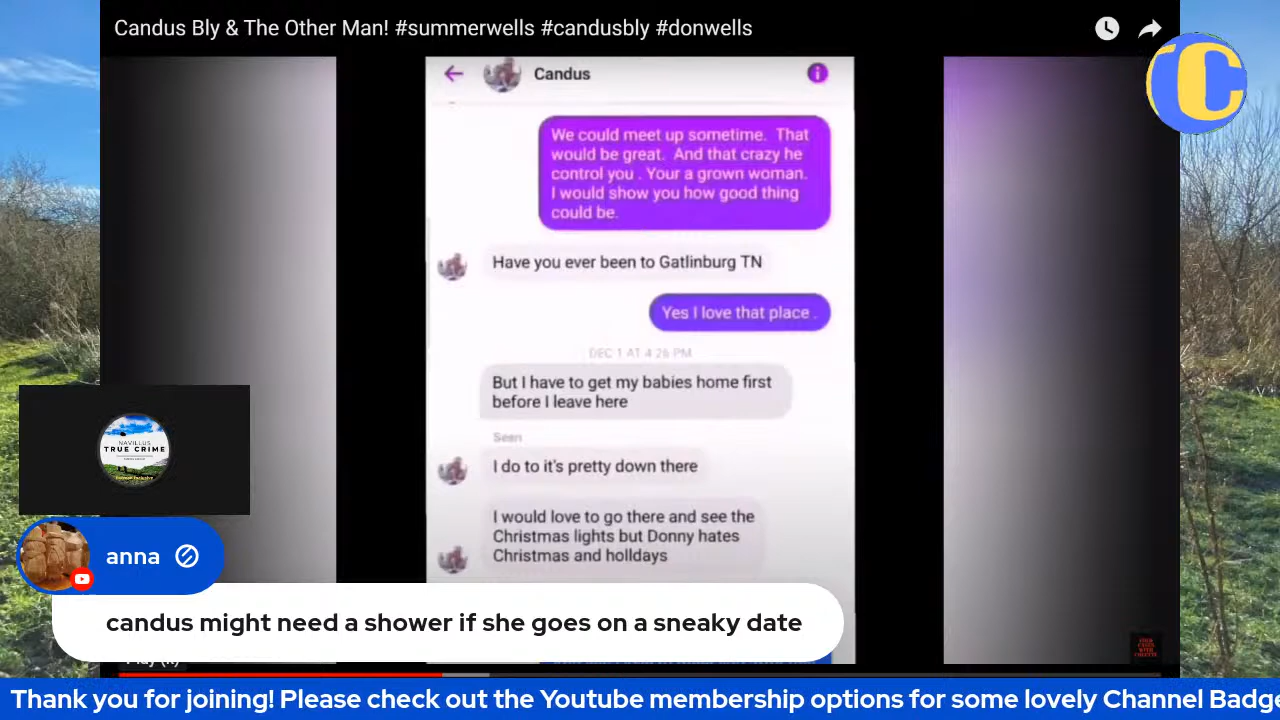 Candus Bly & The Other Man! #summerwells #candusbly #donwells
Candus
We could meet up sometime. That
would be great. And that crazy he
control you . Your a grown woman.
I would show you how good thing
could be.
Have you ever been to Gatlinburg TN
Yes I love that place .
DEC 1 AT 4:26 PM
But I have to get my babies home first
before I leave here
Seen
I do to it's pretty down there
I would love to go there and see the
Christmas lights but Donny hates
Christmas and holldays
NAVILLUS
TRUE CRIME
anna
candus might need a shower if she goes on a sneaky date
Thank you for joining! Please check out the Youtube membership options for some lovely Channel Badge